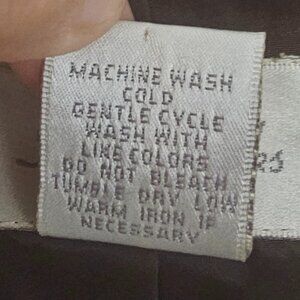 MACHINE WASH
COLD
GENTLE CYCLE
WASH WITH
LIKE COLORS
DO NOT BLEACH
TUMBLE DRY LOW
WARM IRON IF
NECESSARY